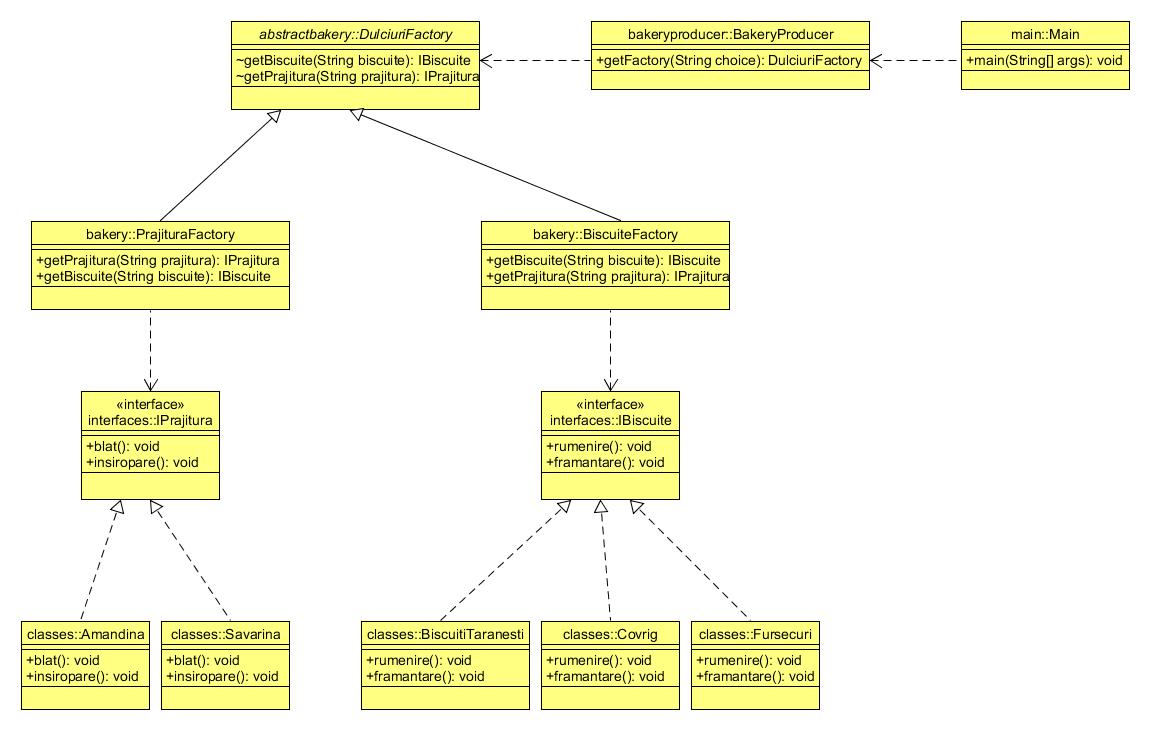 abstractbakery::DulciuriFactory
~getBiscuite(String biscuite): IBiscuite
~getPrajitura(String prajitura): IPrajitura
bakeryproducer::BakeryProducer
+getFactory(String choice): DulciuriFactory
main::Main
+main(String[] args): void
bakery::PrajituraFactory
+getPrajitura(String prajitura): IPrajitura
+getBiscuite(String biscuite): IBiscuite
bakery::BiscuiteFactory
+getBiscuite(String biscuite): IBiscuite
+getPrajitura(String prajitura): IPrajitura
«interface»
interfaces::IPrajitura
+blat(): void
+insiropare(): void
«interface»
interfaces::IBiscuite
+rumenire(): void
+framantare(): void
classes::Amandina
+blat(): void
+insiropare(): void
classes::Savarina
+blat(): void
+insiropare(): void
classes::BiscuitiTaranesti
+rumenire(): void
+framantare(): void
classes::Covrig
+rumenire(): void
+framantare(): void
classes::Fursecuri
+rumenire(): void
+framantare(): void